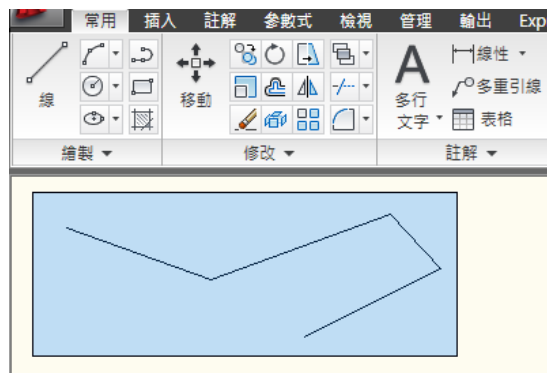 常用 插入 註解 參數式 檢視 管理 輸出 Exp
線
移動
A
多行
文字
線性
多重引線
表格
繪製
修改
註解